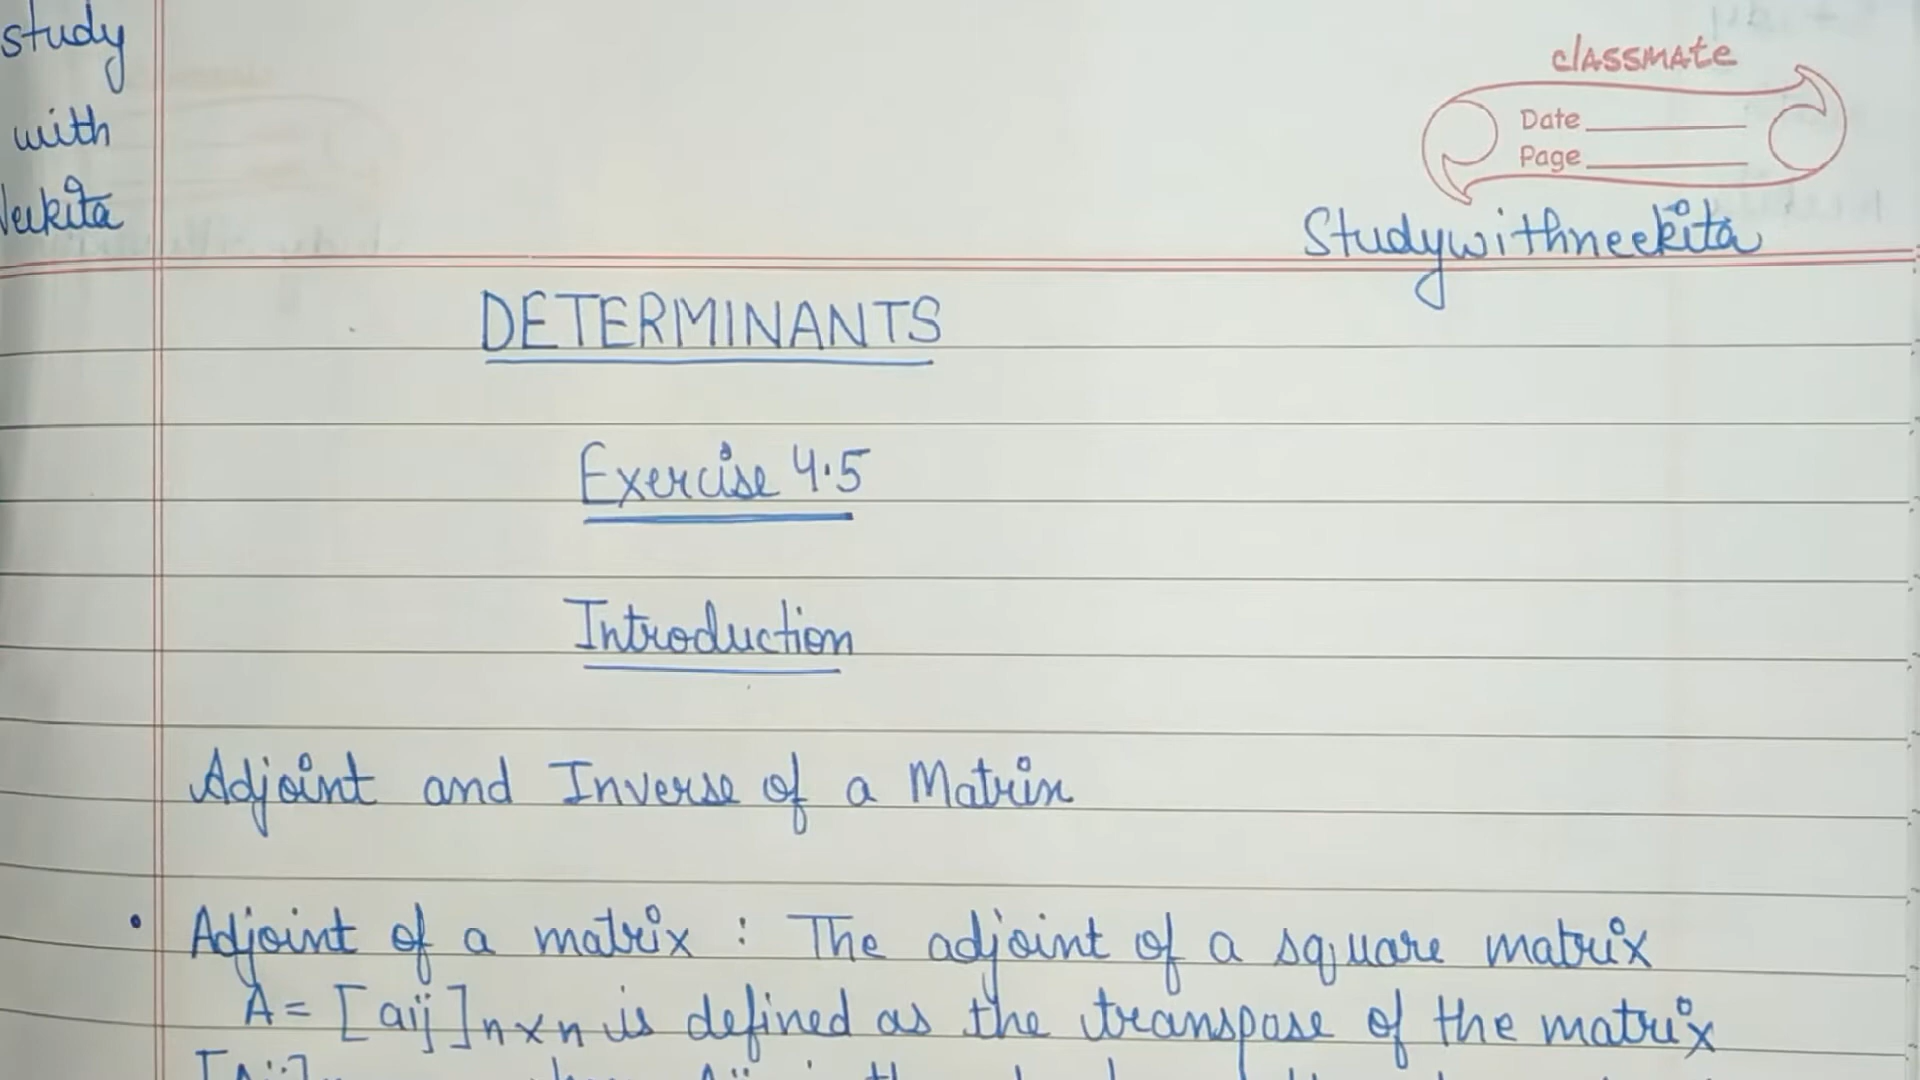 study
with
classmate
Date
Page
Studywithneekita
DETERMINANTS
Exercise 4.5
Introduction
Adjoint and Inverse of a Matrix
• Adjoint of a matrix : The adjoint of a square matrix
A = [aij]n×n is defined as the transpose of the matrix